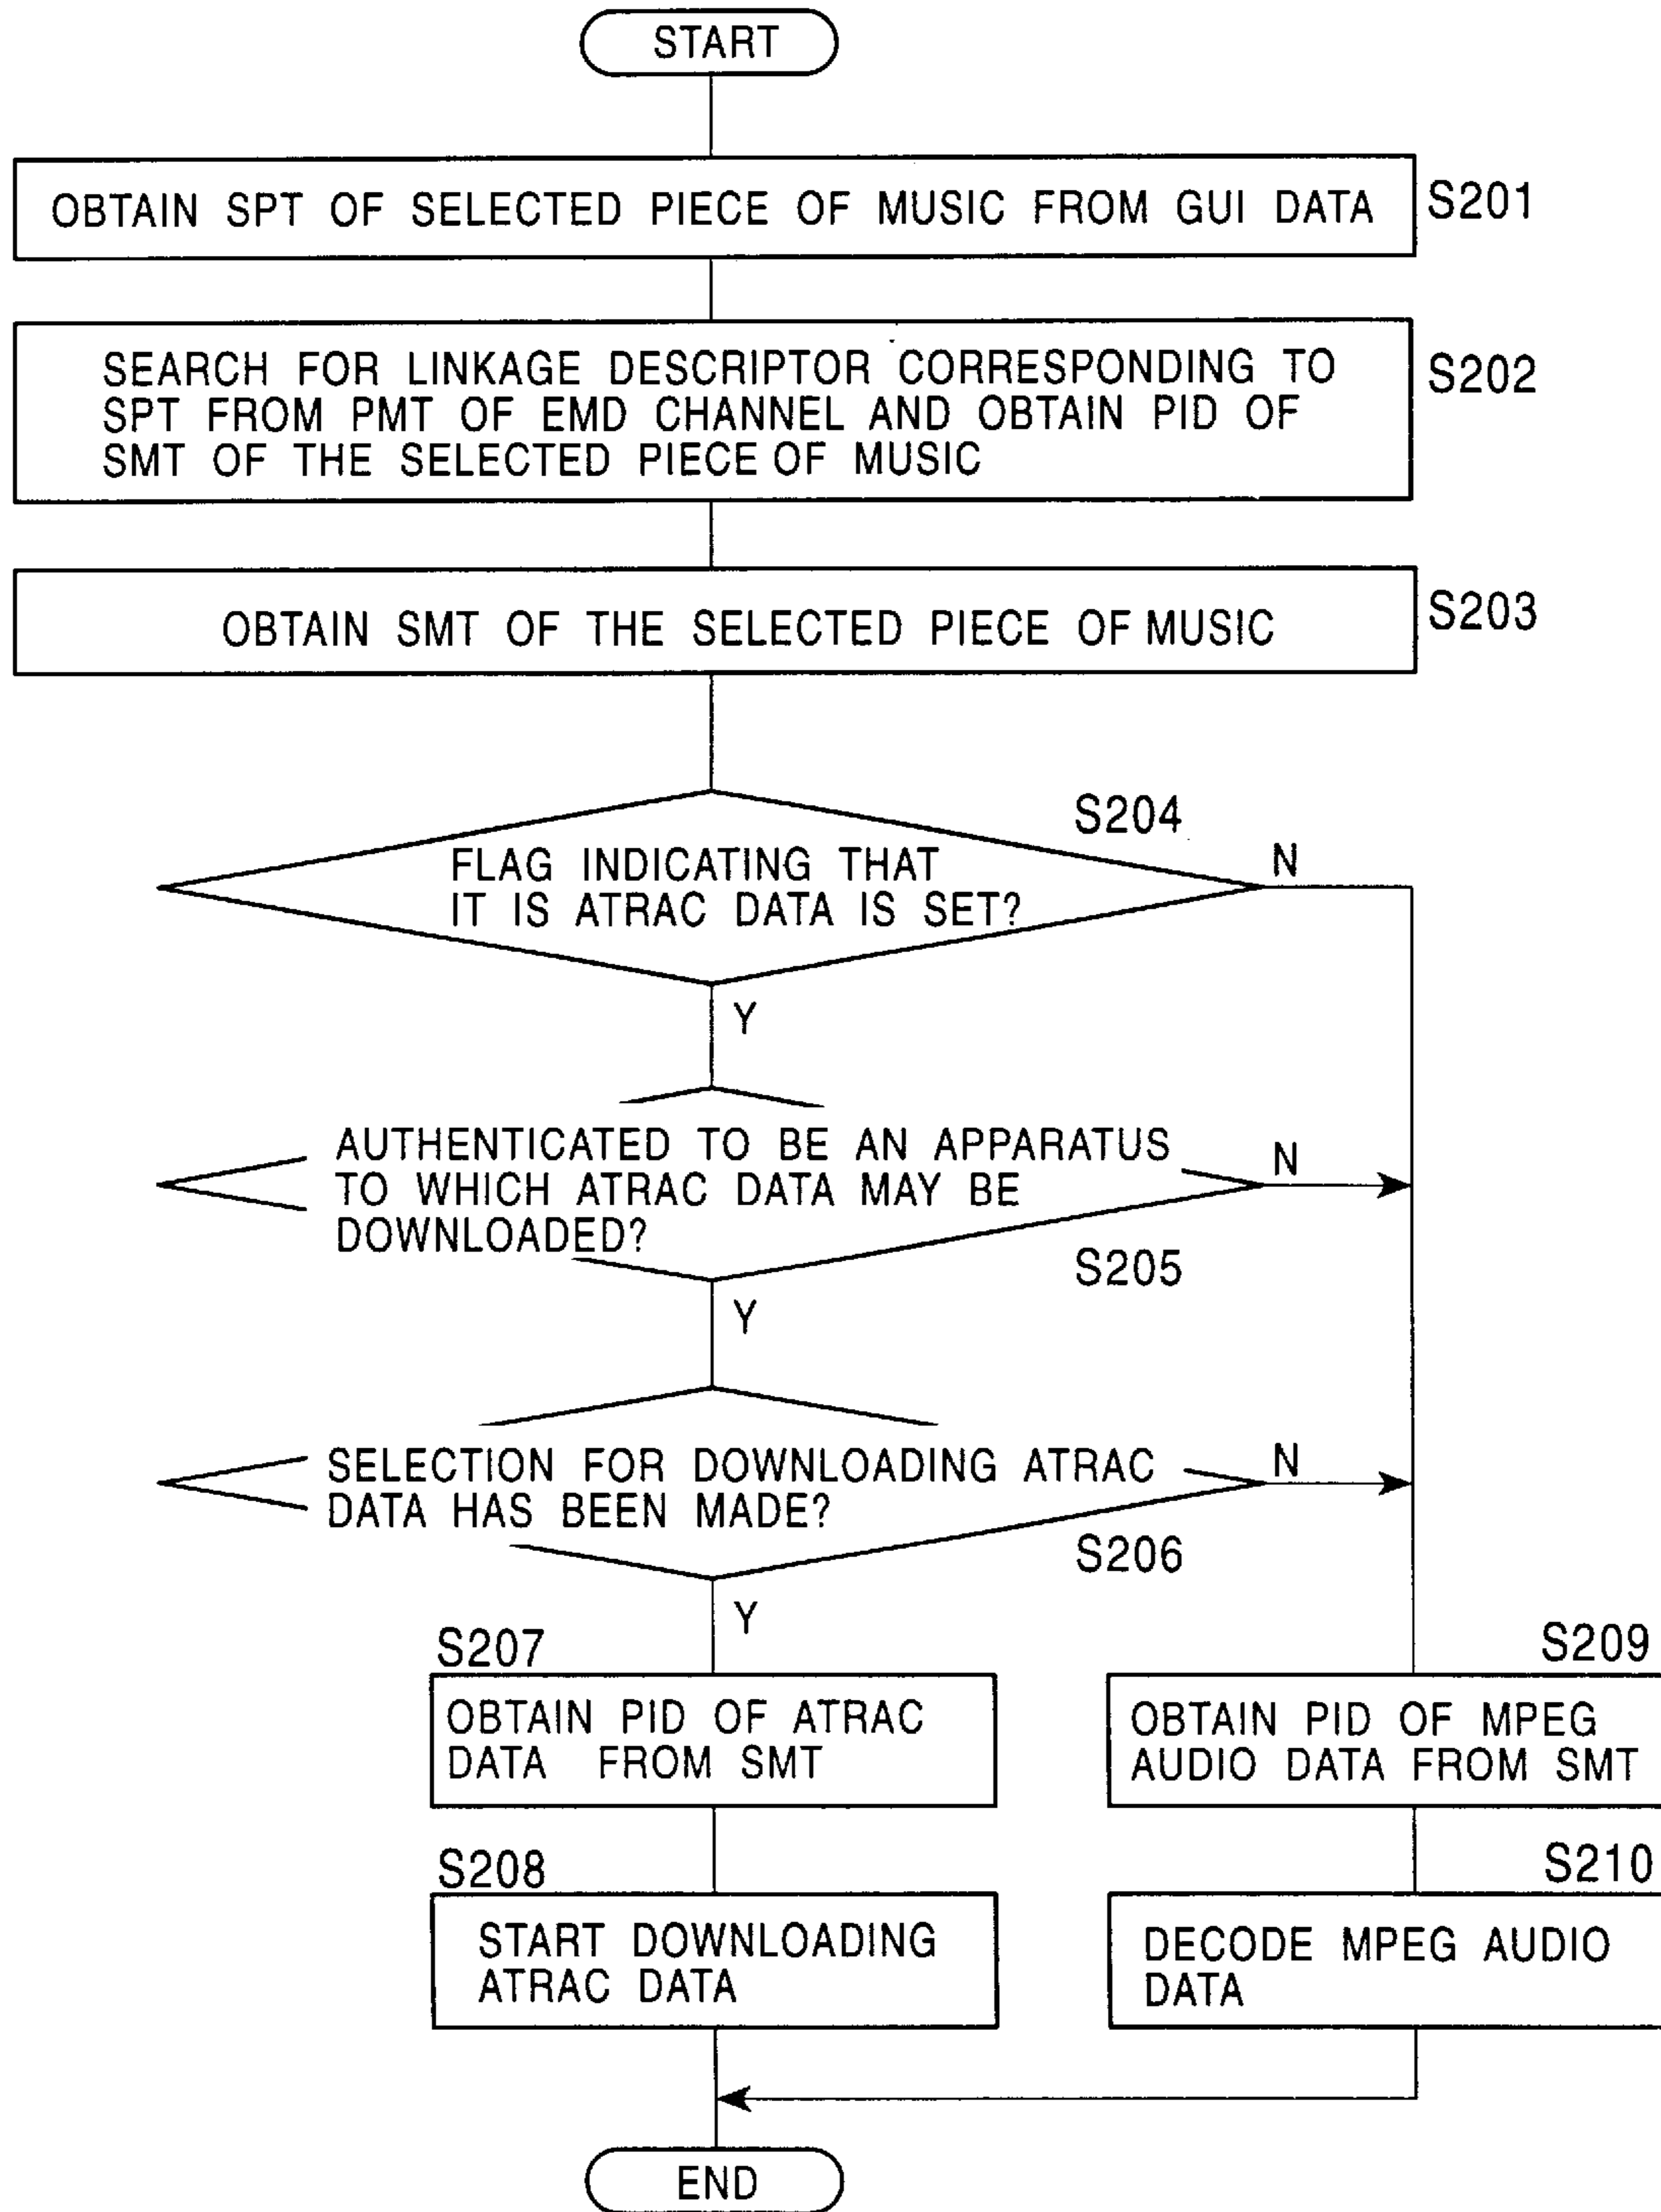 START
OBTAIN SPT OF SELECTED PIECE OF MUSIC FROM GUI DATA
S201
SEARCH FOR LINKAGE DESCRIPTOR CORRESPONDING TO
SPT FROM PMT OF EMD CHANNEL AND OBTAIN PID OF
SMT OF THE SELECTED PIECE OF MUSIC
S202
OBTAIN SMT OF THE SELECTED PIECE OF MUSIC
S203
S204
FLAG INDICATING THAT
IT IS ATRAC DATA IS SET?
N
Y
AUTHENTICATED TO BE AN APPARATUS
TO WHICH ATRAC DATA MAY BE
DOWNLOADED?
N
S205
Y
SELECTION FOR DOWNLOADING ATRAC
DATA HAS BEEN MADE?
N
S206
Y
S207
OBTAIN PID OF ATRAC
DATA FROM SMT
S209
OBTAIN PID OF MPEG
AUDIO DATA FROM SMT
S208
START DOWNLOADING
ATRAC DATA
S210
DECODE MPEG AUDIO
DATA
END